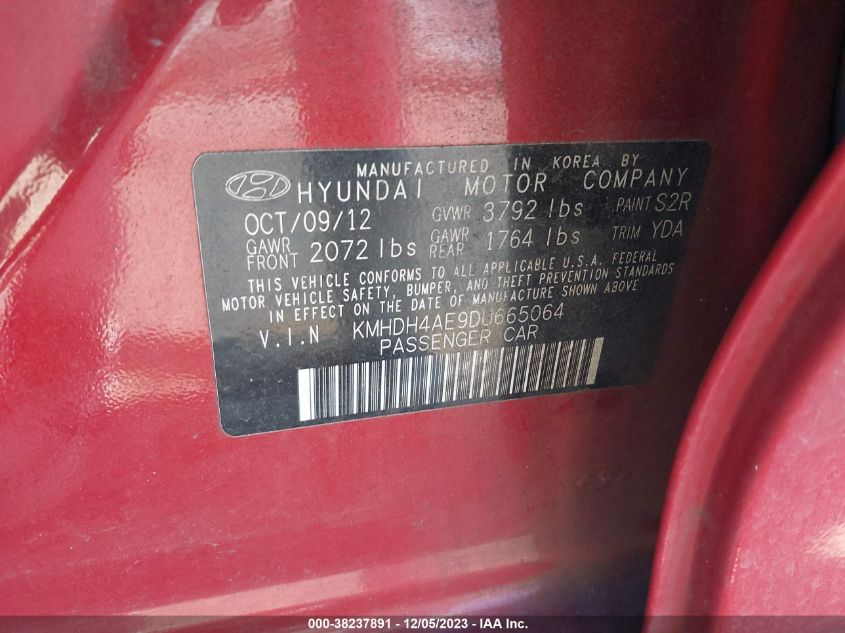 MANUFACTURED IN KOREA BY
HYUNDAI MOTOR COMPANY
OCT/09/12 GVWR 3792 lbs PAINT S2R
GAWR FRONT 2072 lbs GAWR REAR 1764 lbs TRIM YDA
THIS VEHICLE CONFORMS TO ALL APPLICABLE U.S.A. FEDERAL
MOTOR VEHICLE SAFETY, BUMPER, AND THEFT PREVENTION STANDARDS
IN EFFECT ON THE DATE OF MANUFACTURE SHOWN ABOVE
V.I.N KMHDH4AE9DU665064
PASSENGER CAR
000-38237891 - 12/05/2023 - IAA Inc.